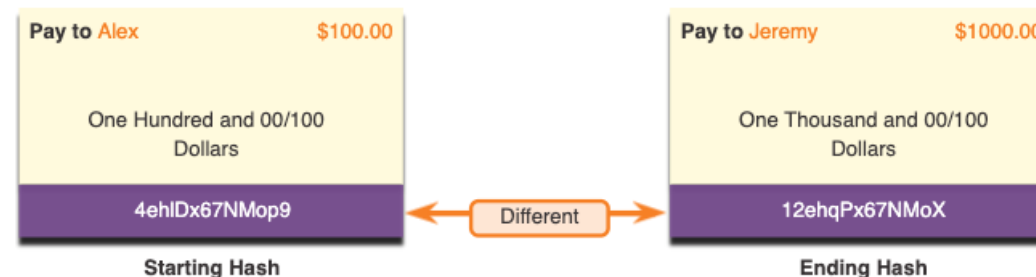 Pay to Alex $100.00
One Hundred and 00/100
Dollars
4ehIDx67NMop9
Starting Hash
Different
Pay to Jeremy $1000.00
One Thousand and 00/100
Dollars
12ehqPx67NMoX
Ending Hash